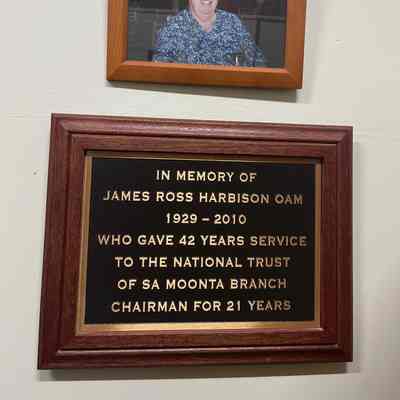 IN MEMORY OF
JAMES ROSS HARBISON OAM
1929 – 2010
WHO GAVE 42 YEARS SERVICE
TO THE NATIONAL TRUST
OF SA MOONTA BRANCH
CHAIRMAN FOR 21 YEARS